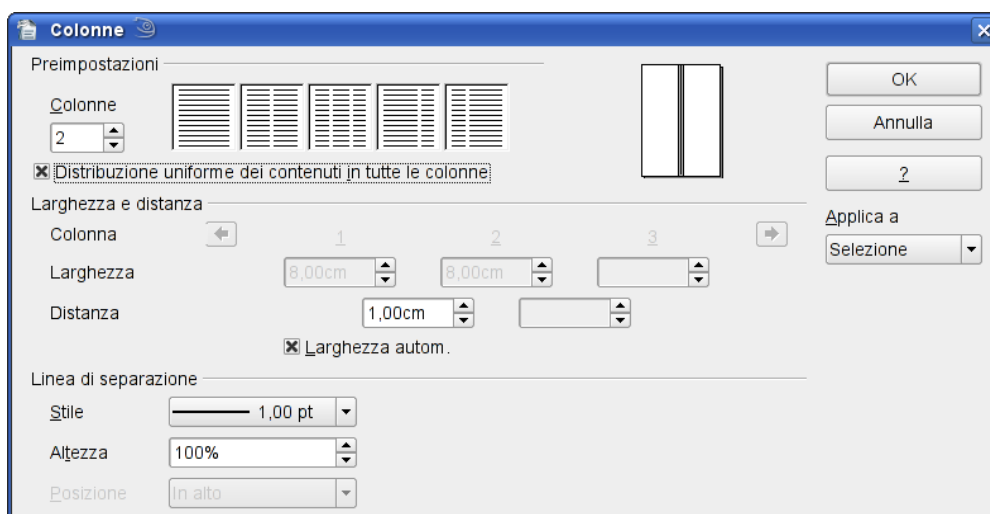 Colonne
Preimpostazioni
OK
Colonne
2
Annulla
Distribuzione uniforme dei contenuti in tutte le colonne
?
Larghezza e distanza
Applica a
Colonna 1 2 3
Selezione
Larghezza 8,00cm 8,00cm
Distanza 1,00cm
Larghezza autom.
Linea di separazione
Stile 1,00 pt
Altezza 100%
Posizione In alto